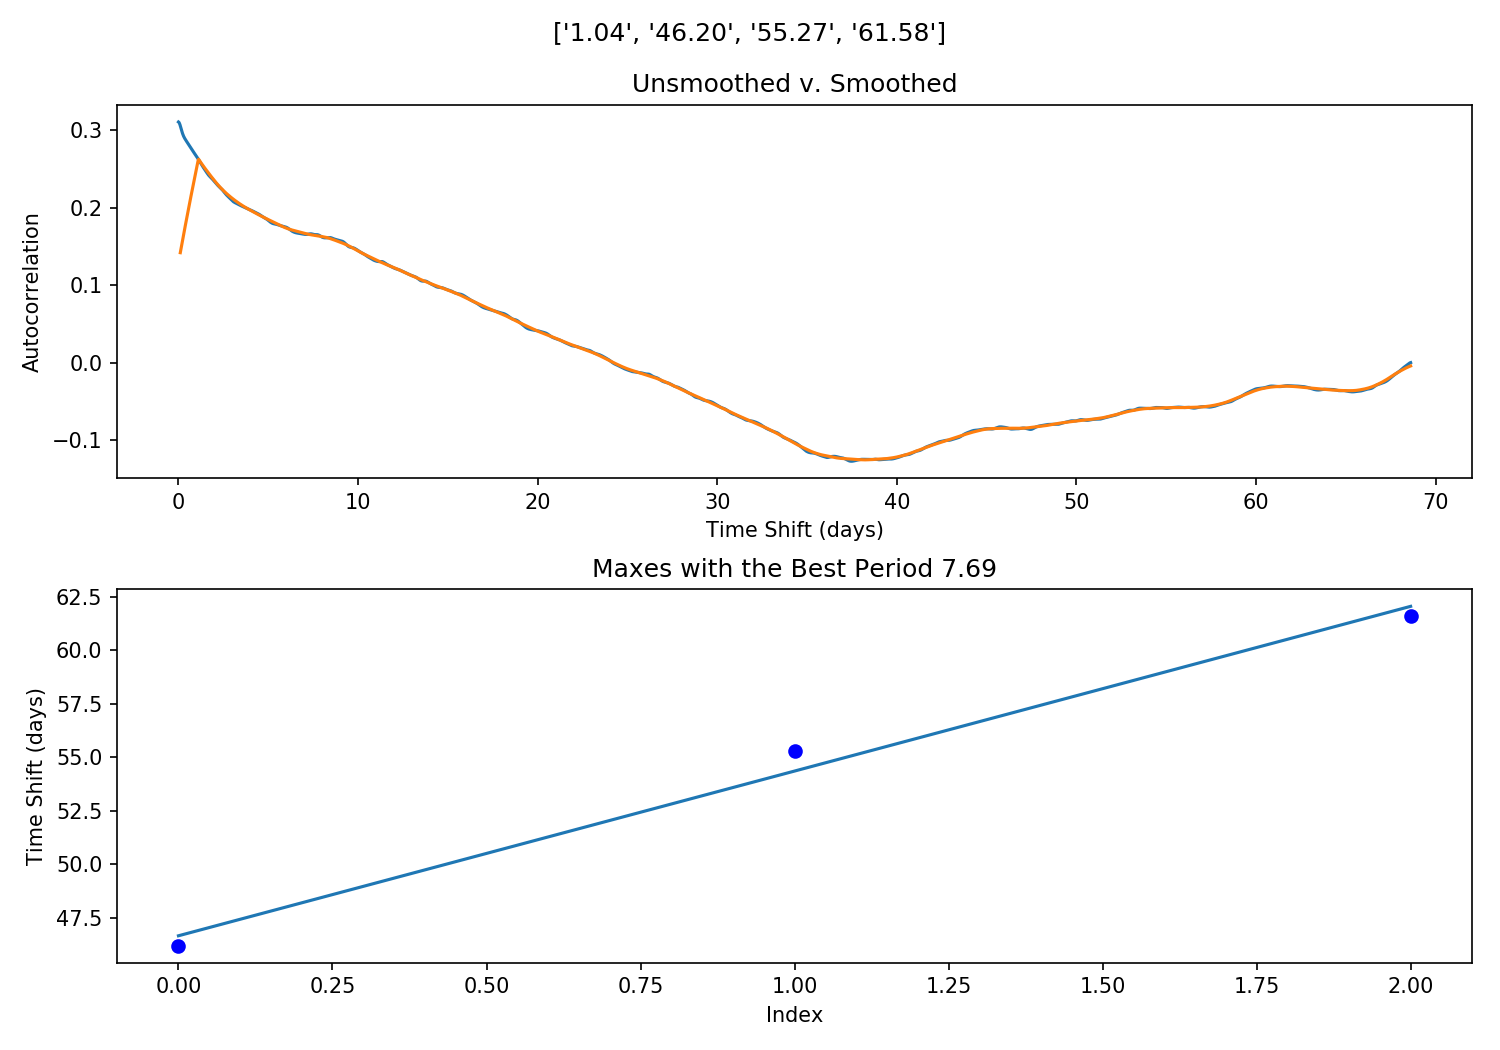 ['1.04', '46.20', '55.27', '61.58']
Unsmoothed v. Smoothed
Autocorrelation
0.3
0.2
0.1
0.0
−0.1
0 10 20 30 40 50 60 70
Time Shift (days)
Maxes with the Best Period 7.69
Time Shift (days)
62.5
60.0
57.5
55.0
52.5
50.0
47.5
0.00 0.25 0.50 0.75 1.00 1.25 1.50 1.75 2.00
Index